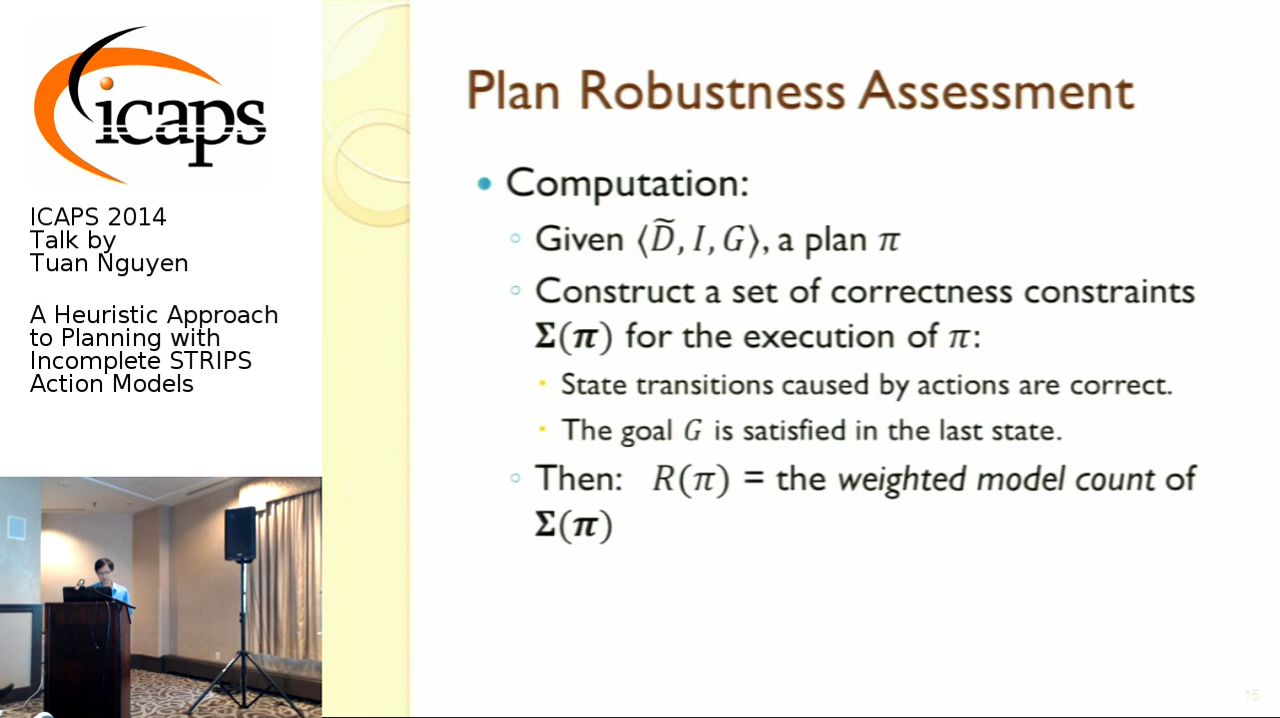 icaps
ICAPS 2014
Talk by
Tuan Nguyen
A Heuristic Approach
to Planning with
Incomplete STRIPS
Action Models
Plan Robustness Assessment
• Computation:
◦ Given ⟨D̃, I, G⟩, a plan π
◦ Construct a set of correctness constraints
Σ(π) for the execution of π:
• State transitions caused by actions are correct.
• The goal G is satisfied in the last state.
◦ Then: R(π) = the weighted model count of
Σ(π)
15